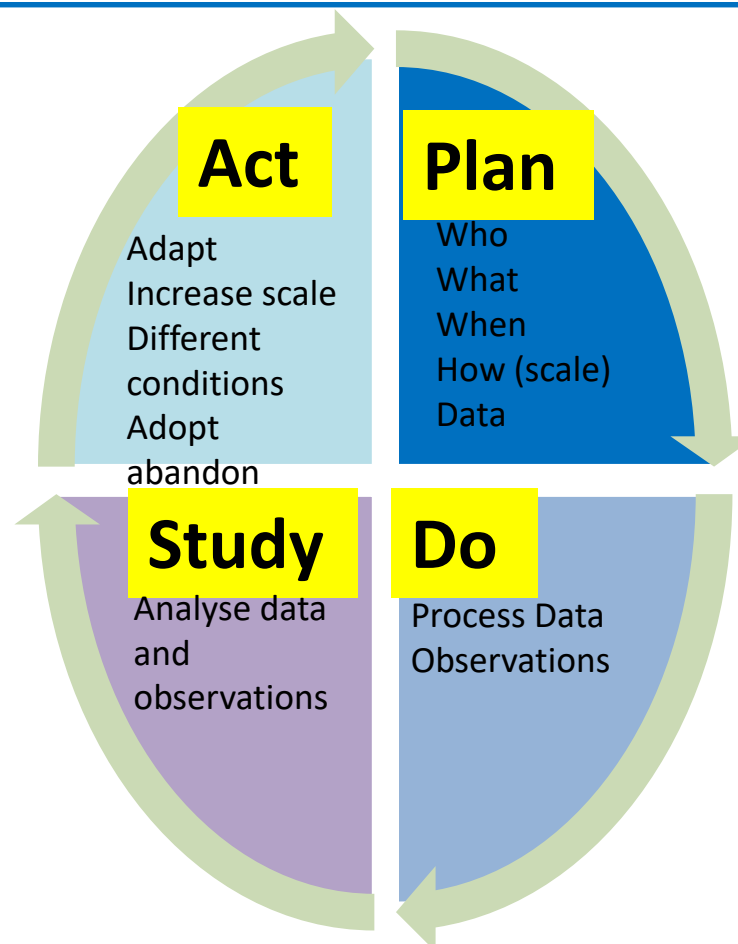 Act
Adapt
Increase scale
Different
conditions
Adopt
abandon
Plan
Who
What
When
How (scale)
Data
Study
Analyse data
and
observations
Do
Process Data
Observations